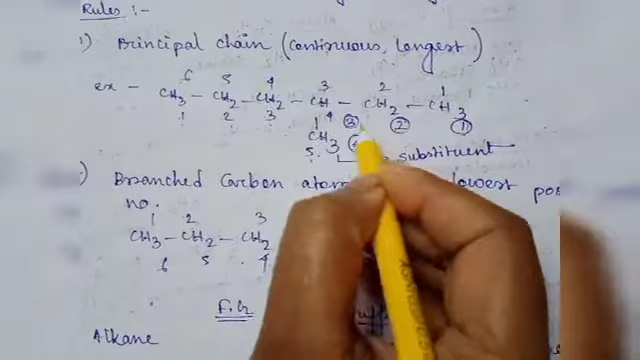 Rules :-
1) Principal chain (continuous, longest)
6 5 4 3 2 1
ex - CH3 - CH2 - CH2 - CH - CH2 - CH3
1 2 3 4 ③ ② ①
CH3
5. substituent
Branched Carbon lowest
no.
1 2 3
CH3 - CH2 - CH2
6 5 4
Alkane